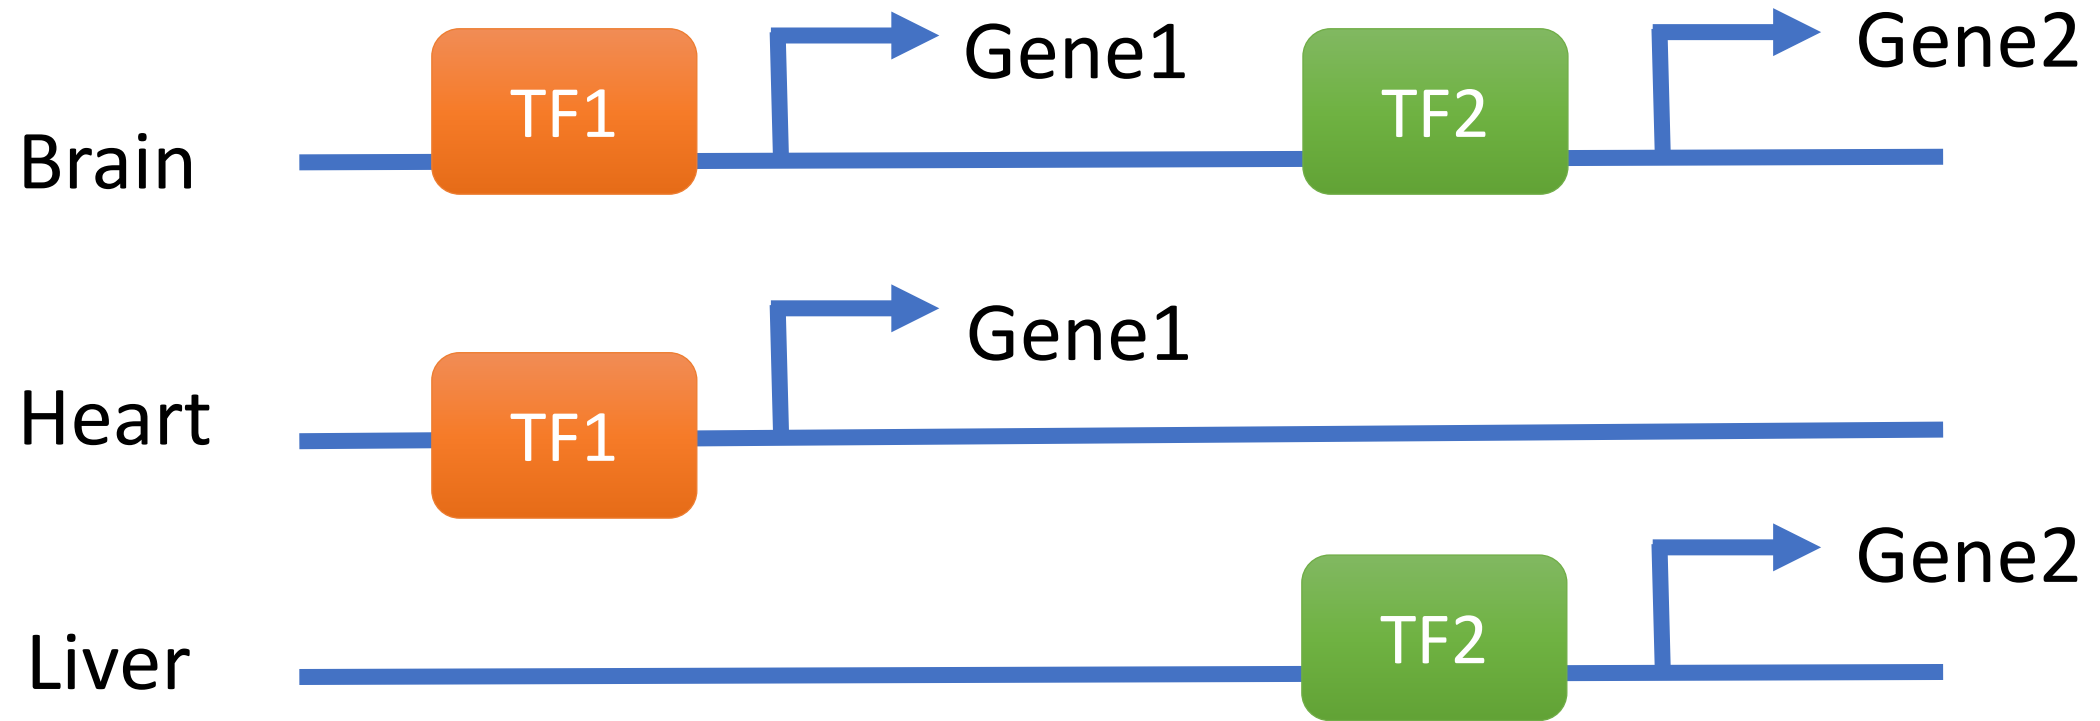 Brain TF1 Gene1 TF2 Gene2
Heart TF1 Gene1
Liver TF2 Gene2